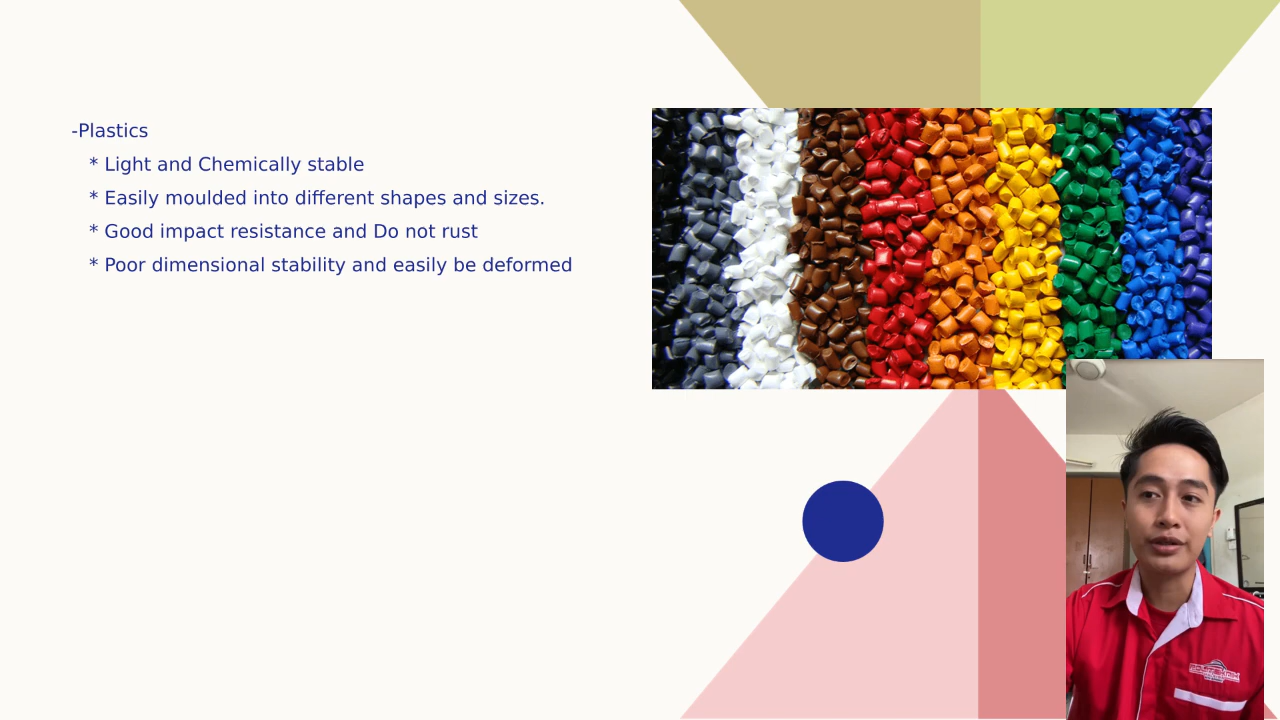 -Plastics
* Light and Chemically stable
* Easily moulded into different shapes and sizes.
* Good impact resistance and Do not rust
* Poor dimensional stability and easily be deformed